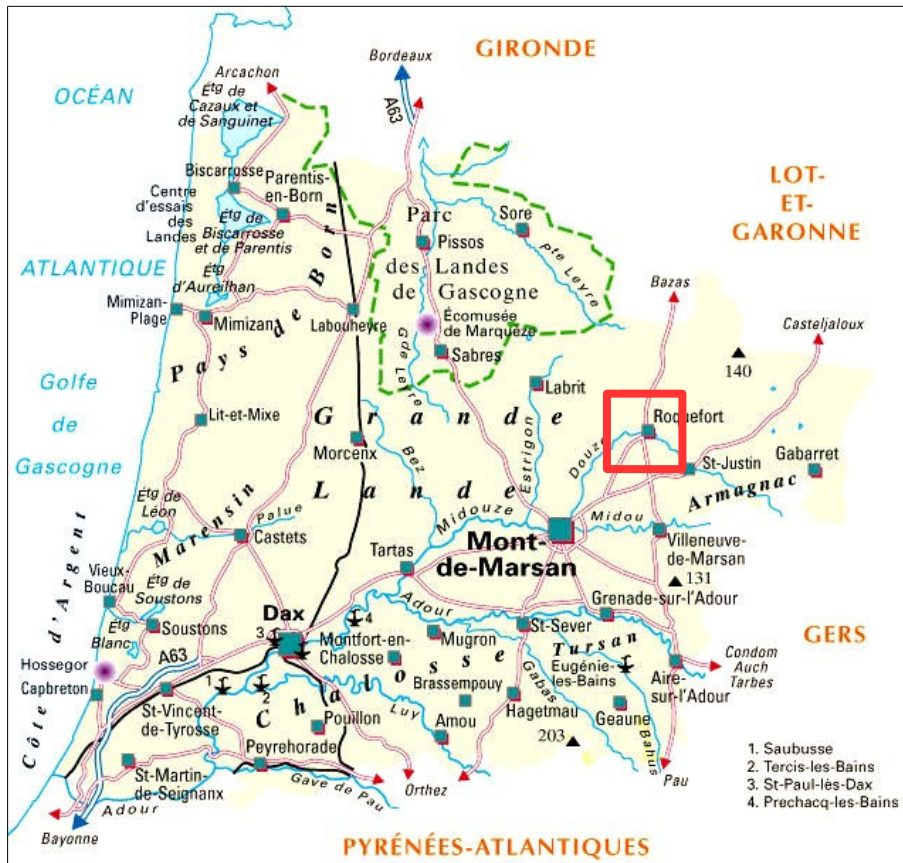 GIRONDE
Bordeaux
A63
Arcachon
OCÉAN
Étg de
Cazaux et
de Sanguinet
Biscarrosse
Parentis-
en-Born
Centre
d'essais
des
Landes
Étg de
Biscarrosse
et de Parentis
LOT-
ET-
GARONNE
Parc
des Landes
de Gascogne
Pissos
Sore
Pte Leyre
ATLANTIQUE
Étg
d'Aureilhan
Mimizan-
Plage
Mimizan
Labouheyre
Pays de Born
Écomusée
de Marquèze
Sabres
Gde Leyre
Bazas
Casteljaloux
140
Golfe
de
Gascogne
Lit-et-Mixe
Grande
Lande
Morcenx
Bez
Labrit
Estrigon
Roquefort
Douze
St-Justin
Gabarret
Armagnac
Étg de
Léon
Marensin
Palue
Castets
Midouze
Midou
Mont-
de-Marsan
Villeneuve-
de-Marsan
Tartas
131
Côte d'Argent
Vieux-
Boucau
Étg de
Soustons
Soustons
Étg
Blanc
Dax
3
4
Adour
Grenade-sur-l'Adour
Montfort-en-
Chalosse
Mugron
St-Sever
Tursan
GERS
Hossegor
A63
Capbreton
1
2
Chalosse
Brassempouy
Eugénie-
les-Bains
Aire-
sur-l'Adour
Condom
Auch
Tarbes
St-Vincent-
de-Tyrosse
Pouillon
Luy
Amou
Hagetmau
Gabas
Geaune
Bahus
203
Peyrehorade
St-Martin-
de-Seignanx
Gave de Pau
Orthez
Pau
Adour
Bayonne
1. Saubusse
2. Tercis-les-Bains
3. St-Paul-lès-Dax
4. Prechacq-les-Bains
PYRÉNÉES-ATLANTIQUES